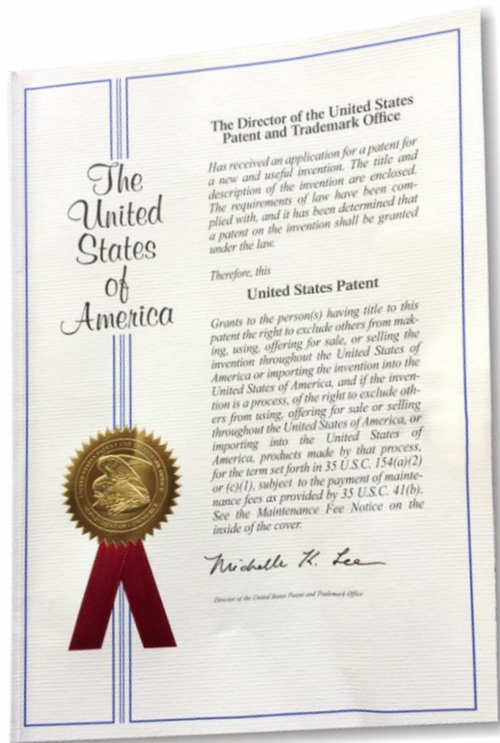 The
United
States
of
America
The Director of the United States
Patent and Trademark Office
Has received an application for a patent for
a new and useful invention. The title and
description of the invention are enclosed.
The requirements of law have been com-
plied with, and it has been determined that
a patent on the invention shall be granted
under the law.
Therefore, this
United States Patent
Grants to the person(s) having title to this
patent the right to exclude others from mak-
ing, using, offering for sale, or selling the
invention throughout the United States of
America or importing the invention into the
United States of America, and if the inven-
tion is a process, of the right to exclude oth-
ers from using, offering for sale or selling
throughout the United States of America, or
importing into the United States of
America, products made by that process,
for the term set forth in 35 U.S.C. 154(a)(2)
or (c)(1), subject to the payment of mainte-
nance fees as provided by 35 U.S.C. 41(b).
See the Maintenance Fee Notice on the
inside of the cover.
Michelle K. Lee
Director of the United States Patent and Trademark Office